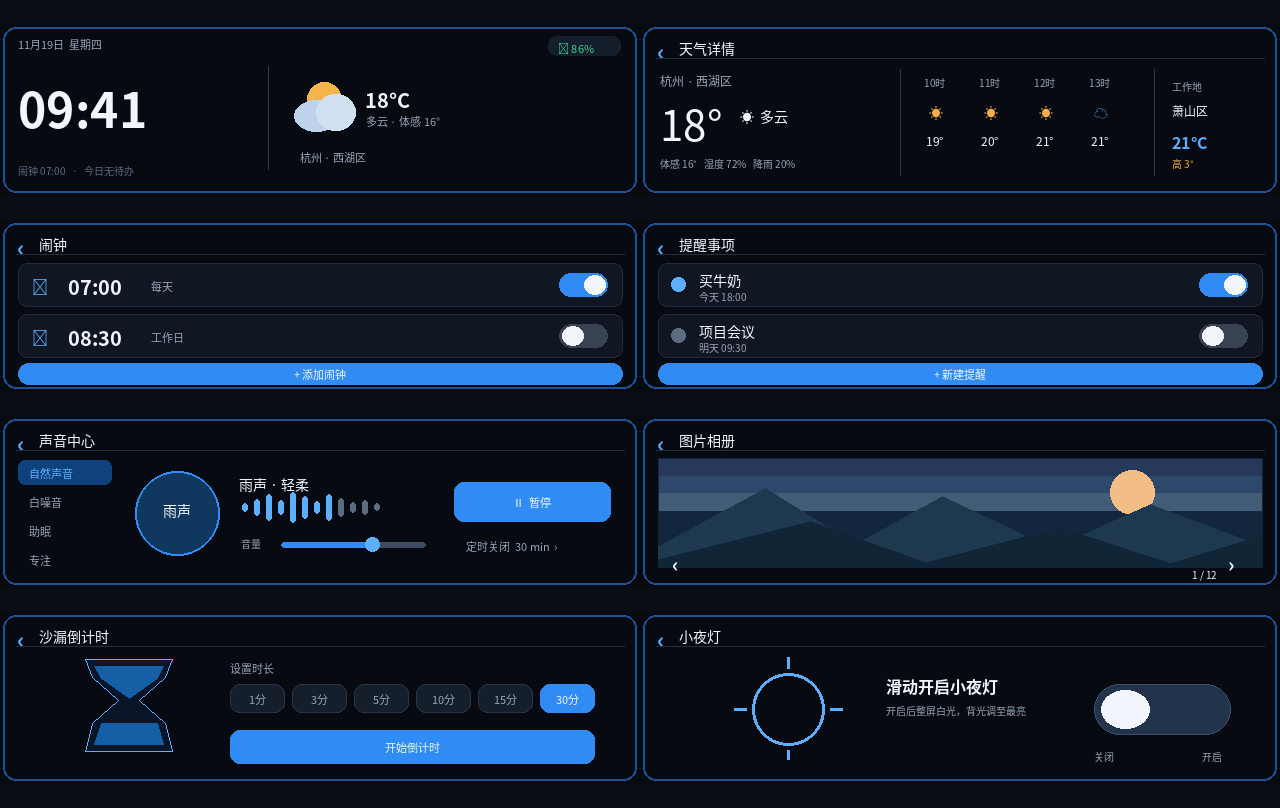 11月19日 星期四
86%
09:41
18°C
多云 · 体感 16°
杭州 · 西湖区
闹钟 07:00 · 今日无待办
‹ 天气详情
杭州 · 西湖区
18° 多云
体感 16° 湿度 72% 降雨 20%
10时 11时 12时 13时
19° 20° 21° 21°
工作地
萧山区
21°C
高 3°
‹ 闹钟
07:00 每天
08:30 工作日
+ 添加闹钟
‹ 提醒事项
买牛奶
今天 18:00
项目会议
明天 09:30
+ 新建提醒
‹ 声音中心
自然声音
白噪音
助眠
专注
雨声
雨声 · 轻柔
音量
暂停
定时关闭 30 min ›
‹ 图片相册
‹ ›
1 / 12
‹ 沙漏倒计时
设置时长
1分 3分 5分 10分 15分 30分
开始倒计时
‹ 小夜灯
滑动开启小夜灯
开启后整屏白光，背光调至最亮
关闭 开启